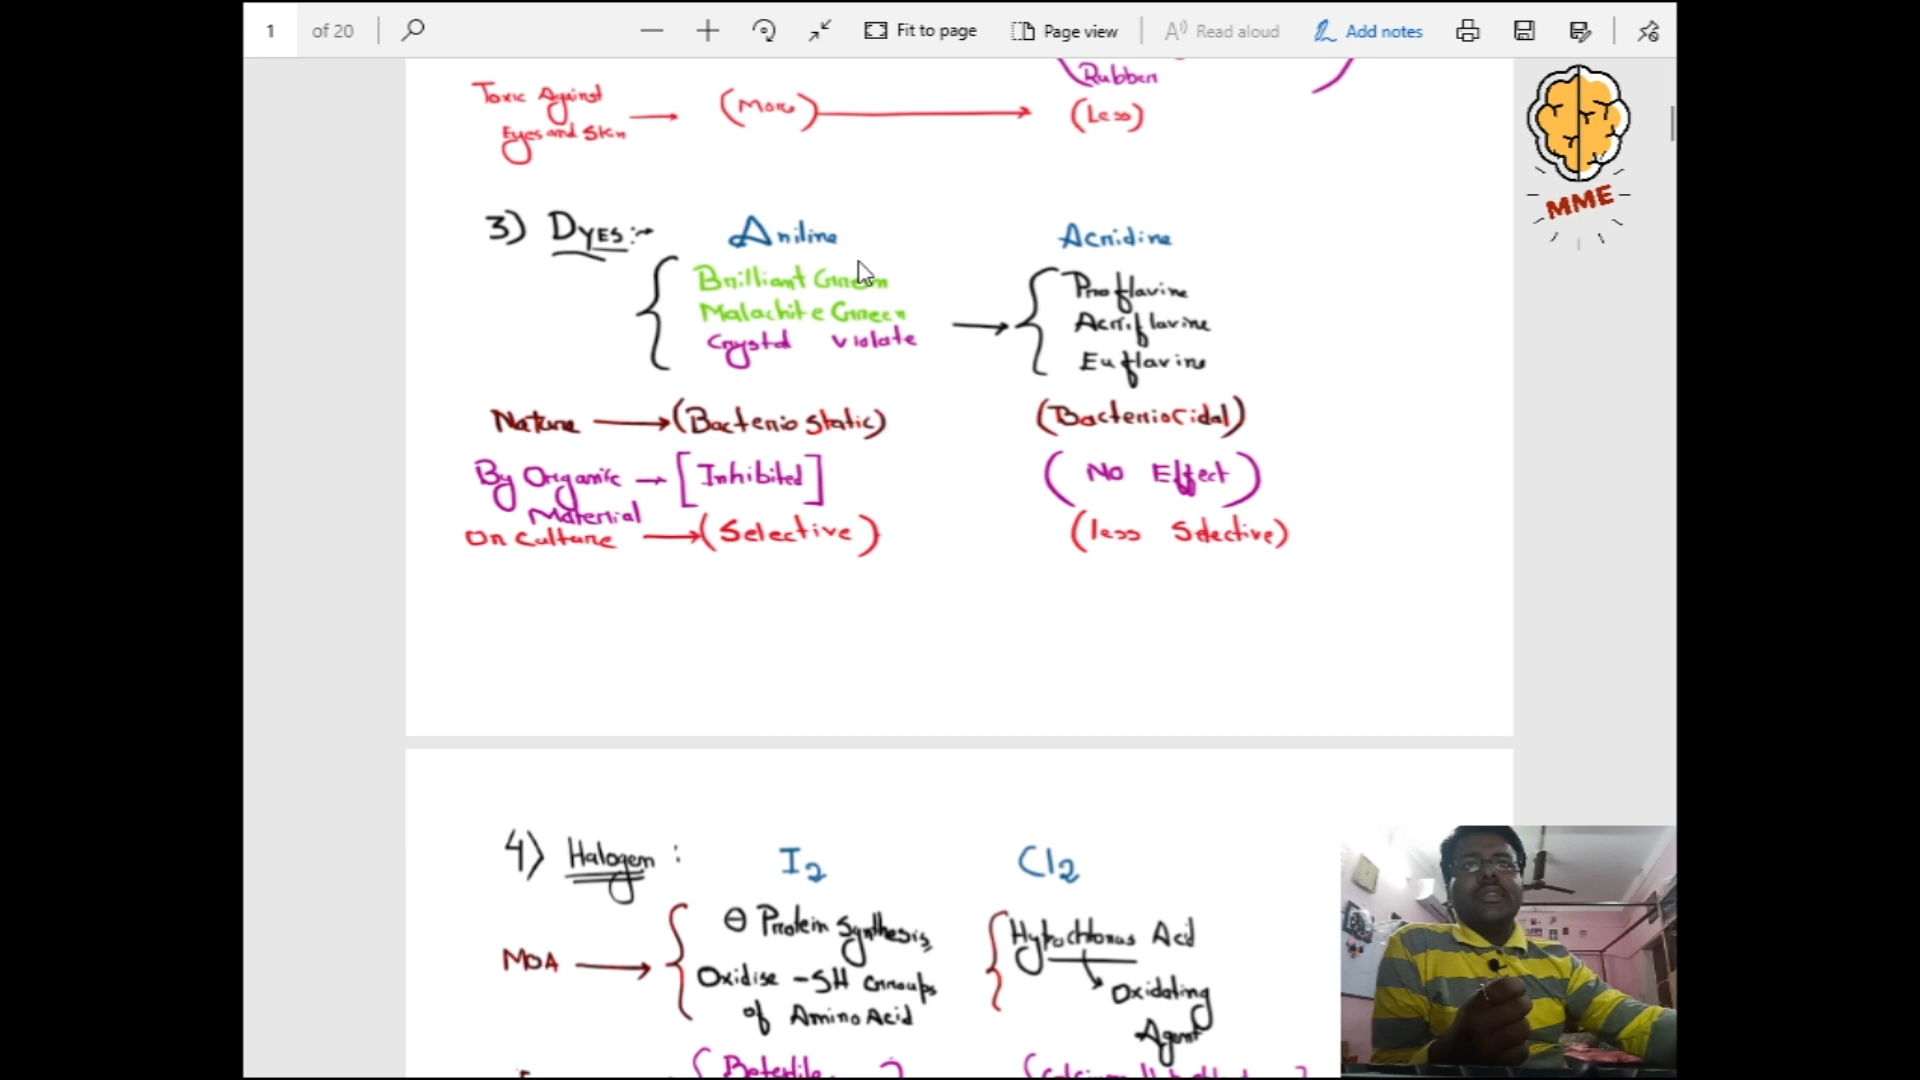 1 of 20 Fit to page Page view Read aloud Add notes
Rubber
Toxic Against → (More) → (Less)
Eyes and Skin
MME
3) DYES:- Aniline Acridine
Brilliant Green Proflavine
Malachite Green → Acriflavine
Crystal violate Euflavine
Nature → (Bacterio static) (Bacteriocidal)
By Organic → [Inhibited] (No Effect)
Material
On Culture → (Selective) (less Selective)
4) Halogen: I2 Cl2
⊖ Protein Synthesis, Hypochlorus Acid
MOA → Oxidise -SH Groups Oxidating
of Amino Acid Agent